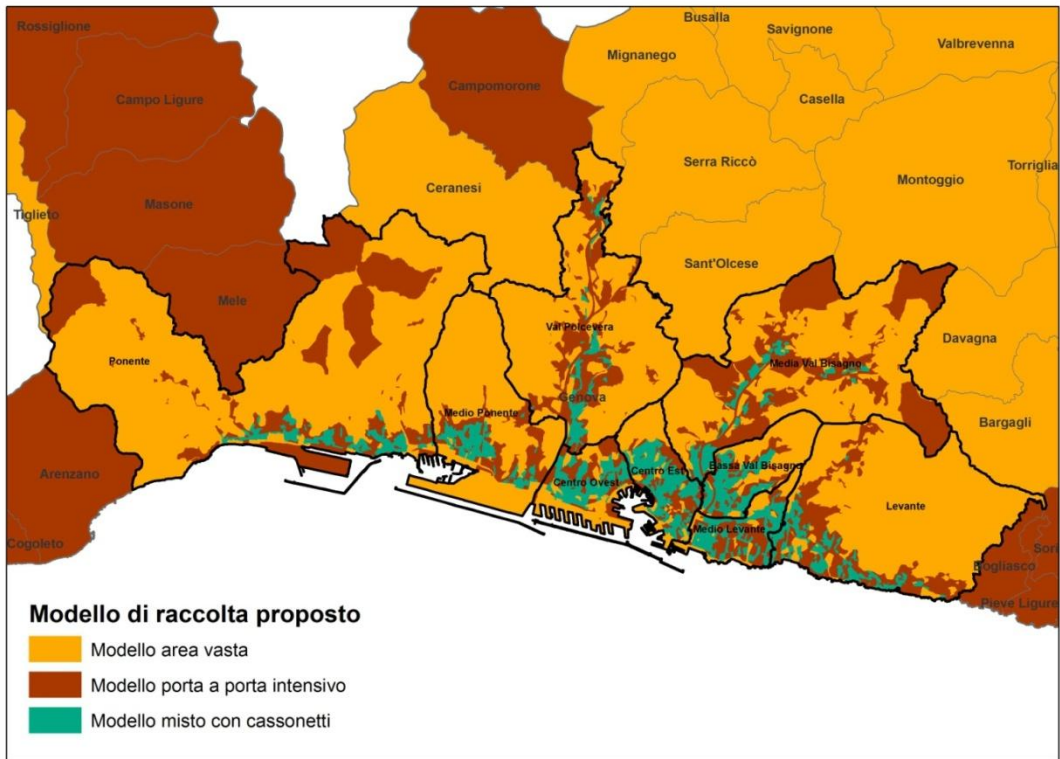 Rossiglione
Busalla
Savignone
Mignanego
Valbrevenna
Campomorone
Campo Ligure
Casella
Serra Riccò
Torriglia
Montoggio
Ceranesi
Masone
Tiglieto
Sant'Olcese
Mele
Val Polcevera
Davagna
Ponente
Media Val Bisagno
Genova
Medio Ponente
Bargagli
Arenzano
Centro Est
Bassa Val Bisagno
Centro Ovest
Levante
Medio Levante
Cogoleto
Sori
Bogliasco
Pieve Ligure
Modello di raccolta proposto
Modello area vasta
Modello porta a porta intensivo
Modello misto con cassonetti